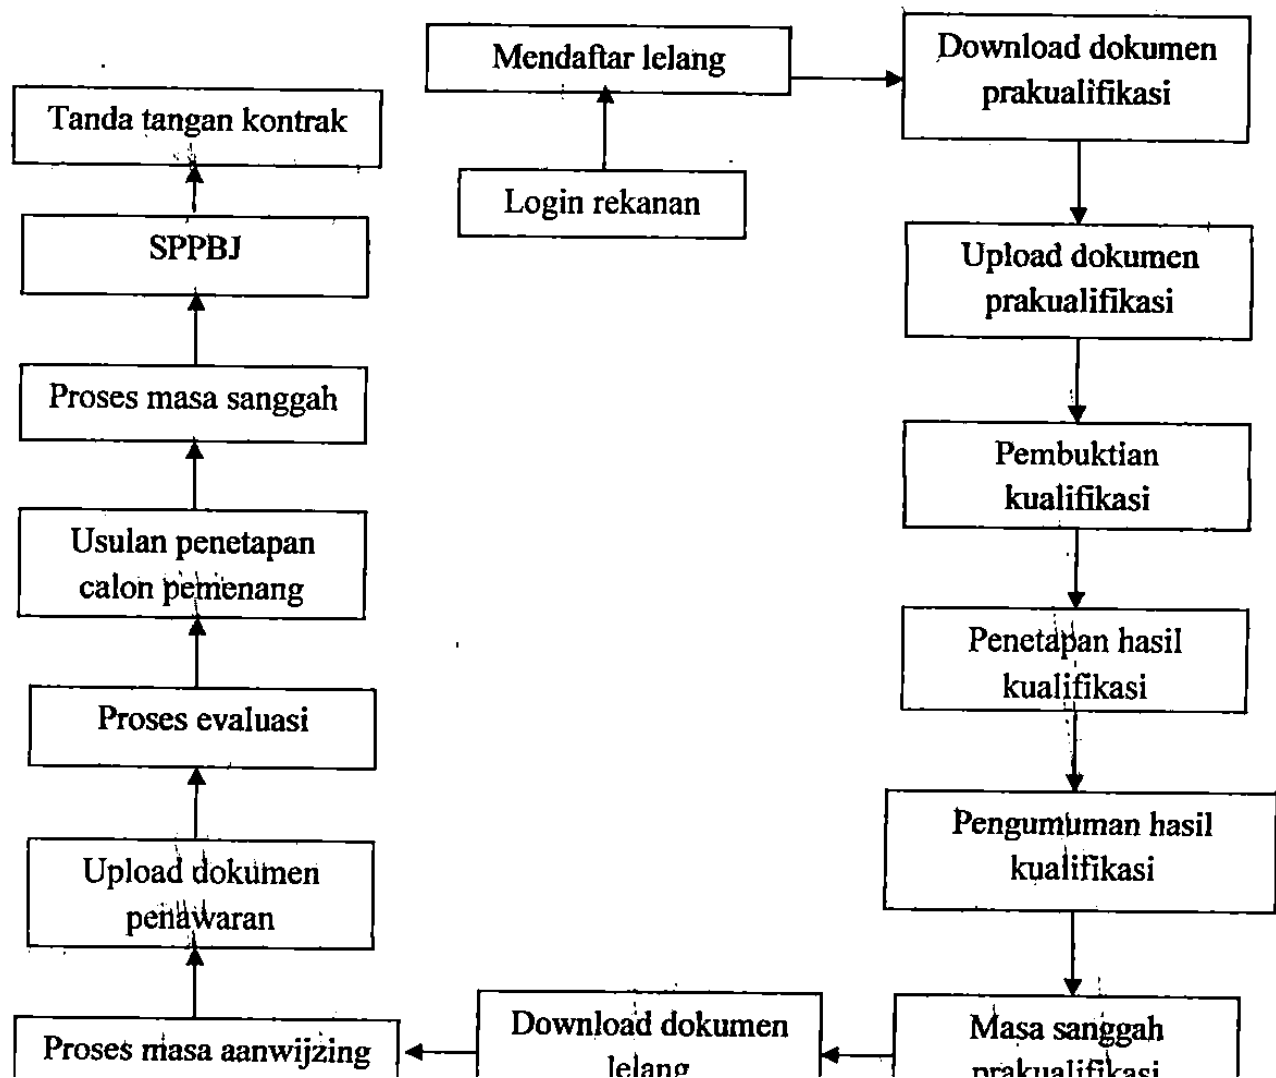 Mendaftar lelang
Download dokumen
prakualifikasi
Tanda tangan kontrak
Login rekanan
SPPBJ
Upload dokumen
prakualifikasi
Proses masa sanggah
Pembuktian
kualifikasi
Usulan penetapan
calon pemenang
Penetapan hasil
kualifikasi
Proses evaluasi
Pengumuman hasil
kualifikasi
Upload dokumen
penawaran
Proses masa aanwijzing
Download dokumen
lelang
Masa sanggah
prakualifikasi